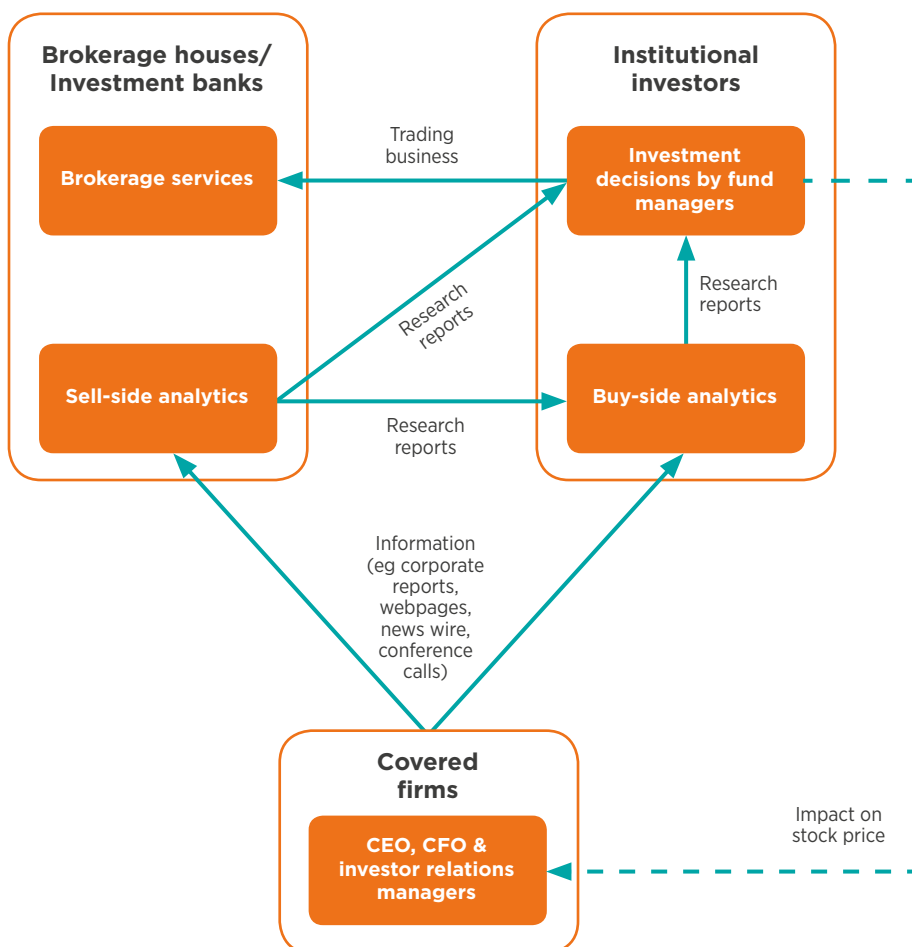 Brokerage houses/
Investment banks
Institutional
investors
Trading
business
Brokerage services
Investment
decisions by fund
managers
Research
reports
Research
reports
Sell-side analytics
Buy-side analytics
Research
reports
Information
(eg corporate
reports,
webpages,
news wire,
conference
calls)
Covered
firms
CEO, CFO &
investor relations
managers
Impact on
stock price